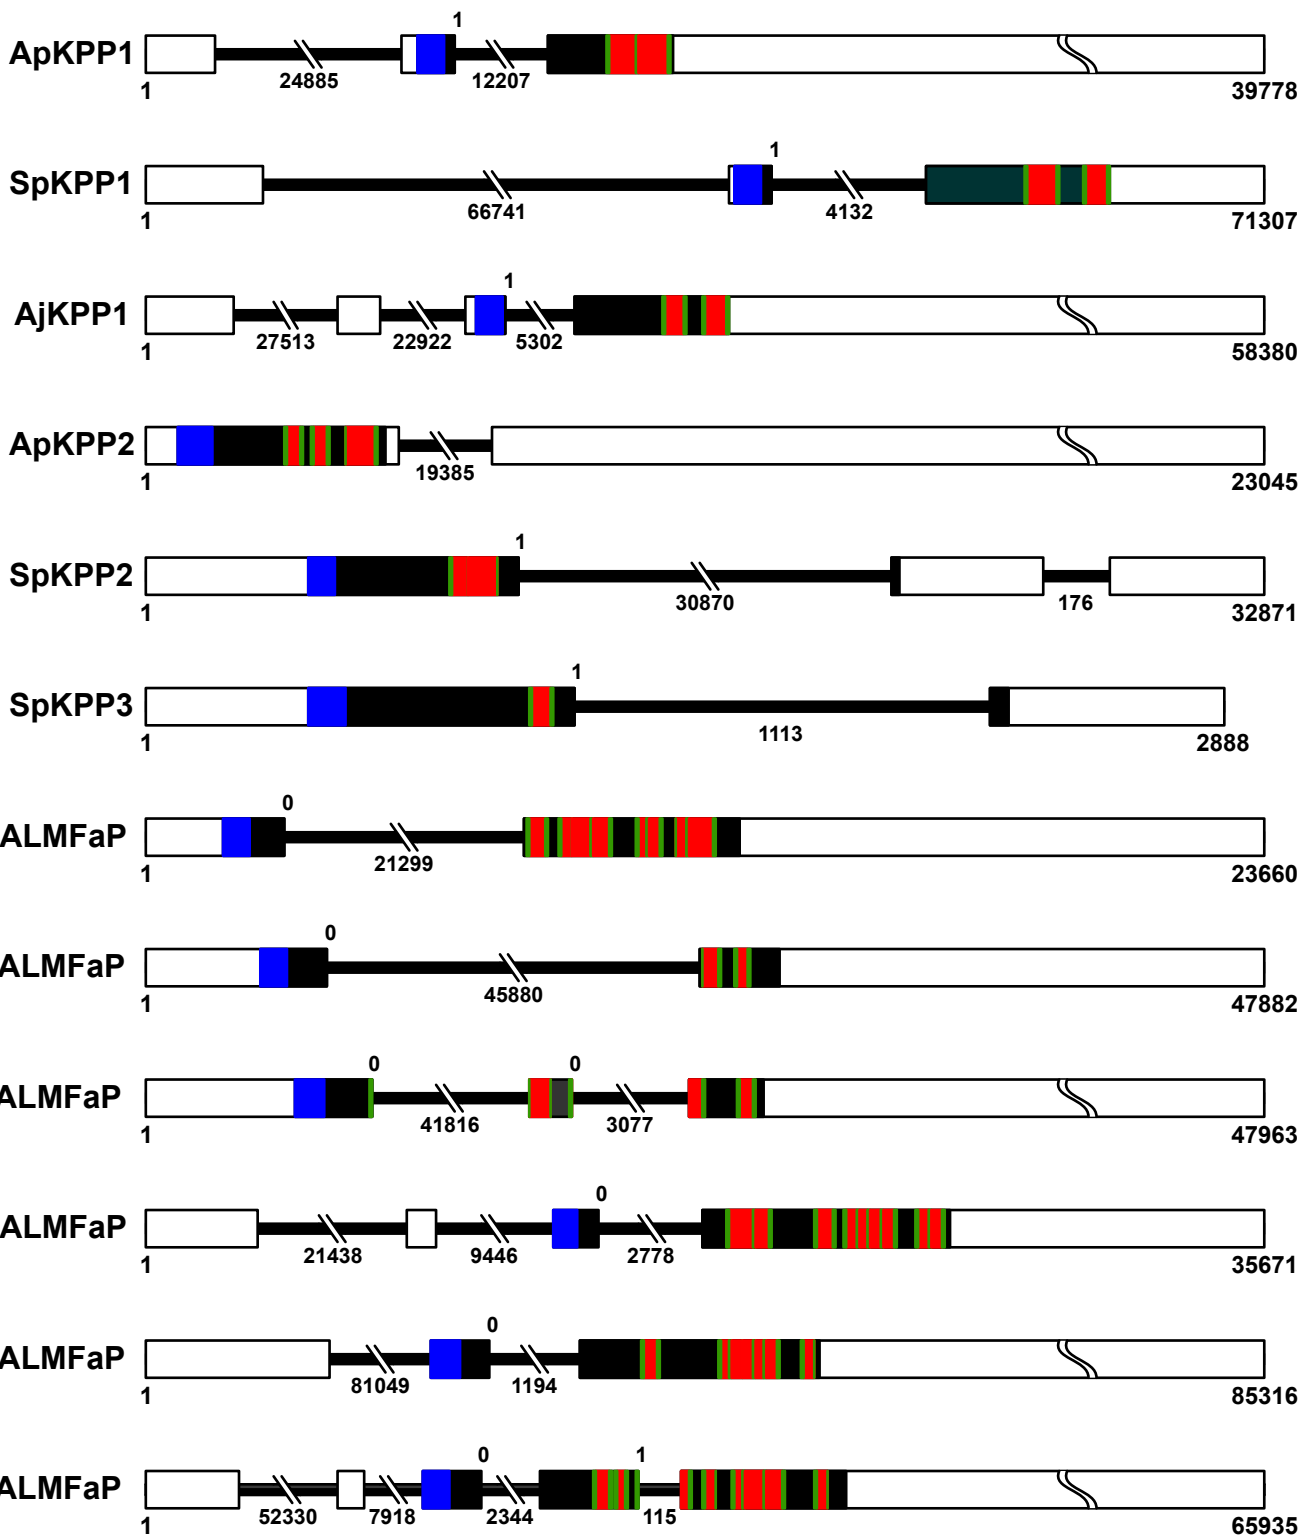 1
ApKPP1
24885 12207
1 39778
1
SpKPP1
66741 4132
1 71307
1
AjKPP1
27513 22922 5302
1 58380
ApKPP2
19385
1 23045
1
SpKPP2
30870 176
1 32871
1
SpKPP3
1113
1 2888
0
ALMFaP
21299
1 23660
0
ALMFaP
45880
1 47882
0 0
ALMFaP
41816 3077
1 47963
0
ALMFaP
21438 9446 2778
1 35671
0
ALMFaP
81049 1194
1 85316
0 1
ALMFaP
52330 7918 2344 115
1 65935